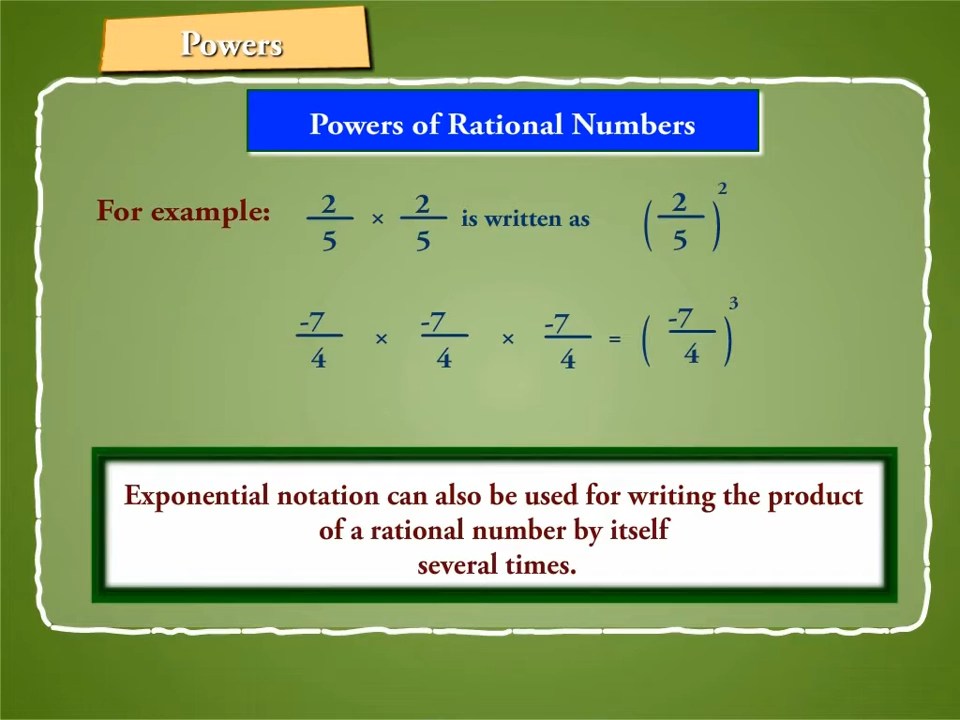 Powers
Powers of Rational Numbers
For example: 2/5 × 2/5 is written as (2/5)²
-7/4 × -7/4 × -7/4 = (-7/4)³
Exponential notation can also be used for writing the product
of a rational number by itself
several times.